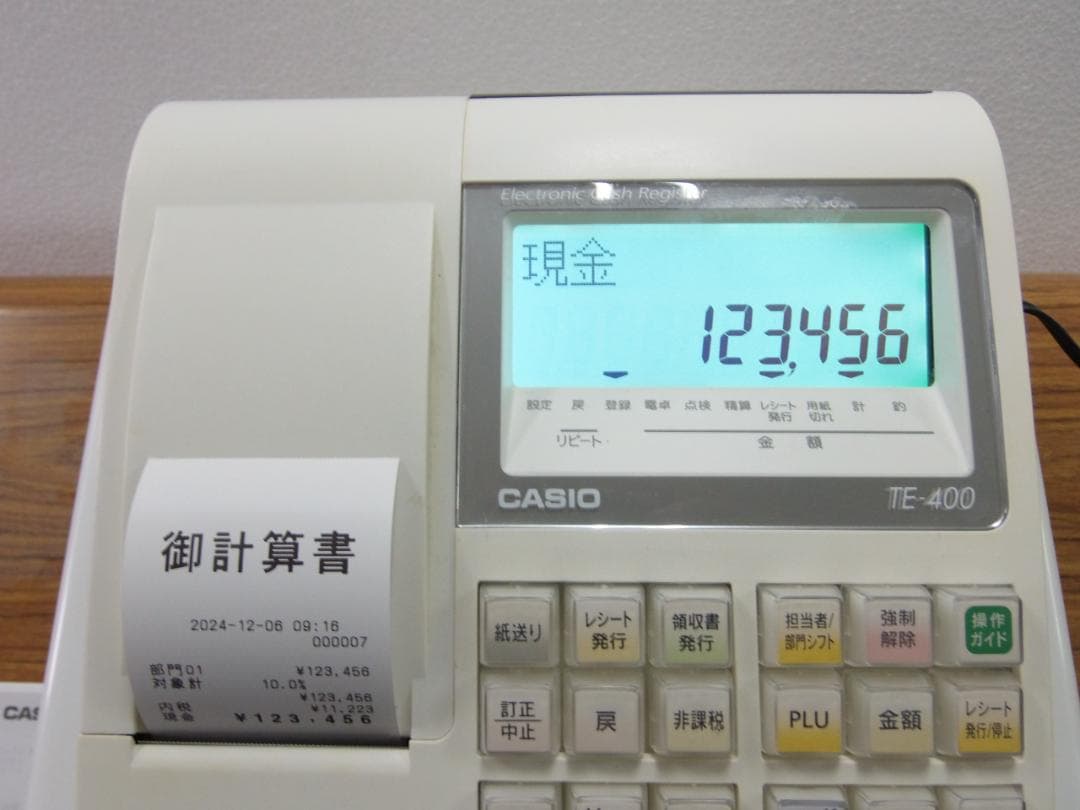 Electronic Cash Register
現金
123,456
設定 戻 登録 電卓 点検 精算 レシート発行 用紙切れ 計 釣
リピート 金額
CASIO TE-400
御計算書
2024-12-06 09:16
000007
部門01 ¥123,456
対象計 10.0%
¥123,456
内税 ¥11,223
現金 ¥123,456
紙送り レシート発行 領収書発行 担当者/部門シフト 強制解除 操作ガイド
訂正/中止 戻 非課税 PLU 金額 レシート発行/停止
CAS